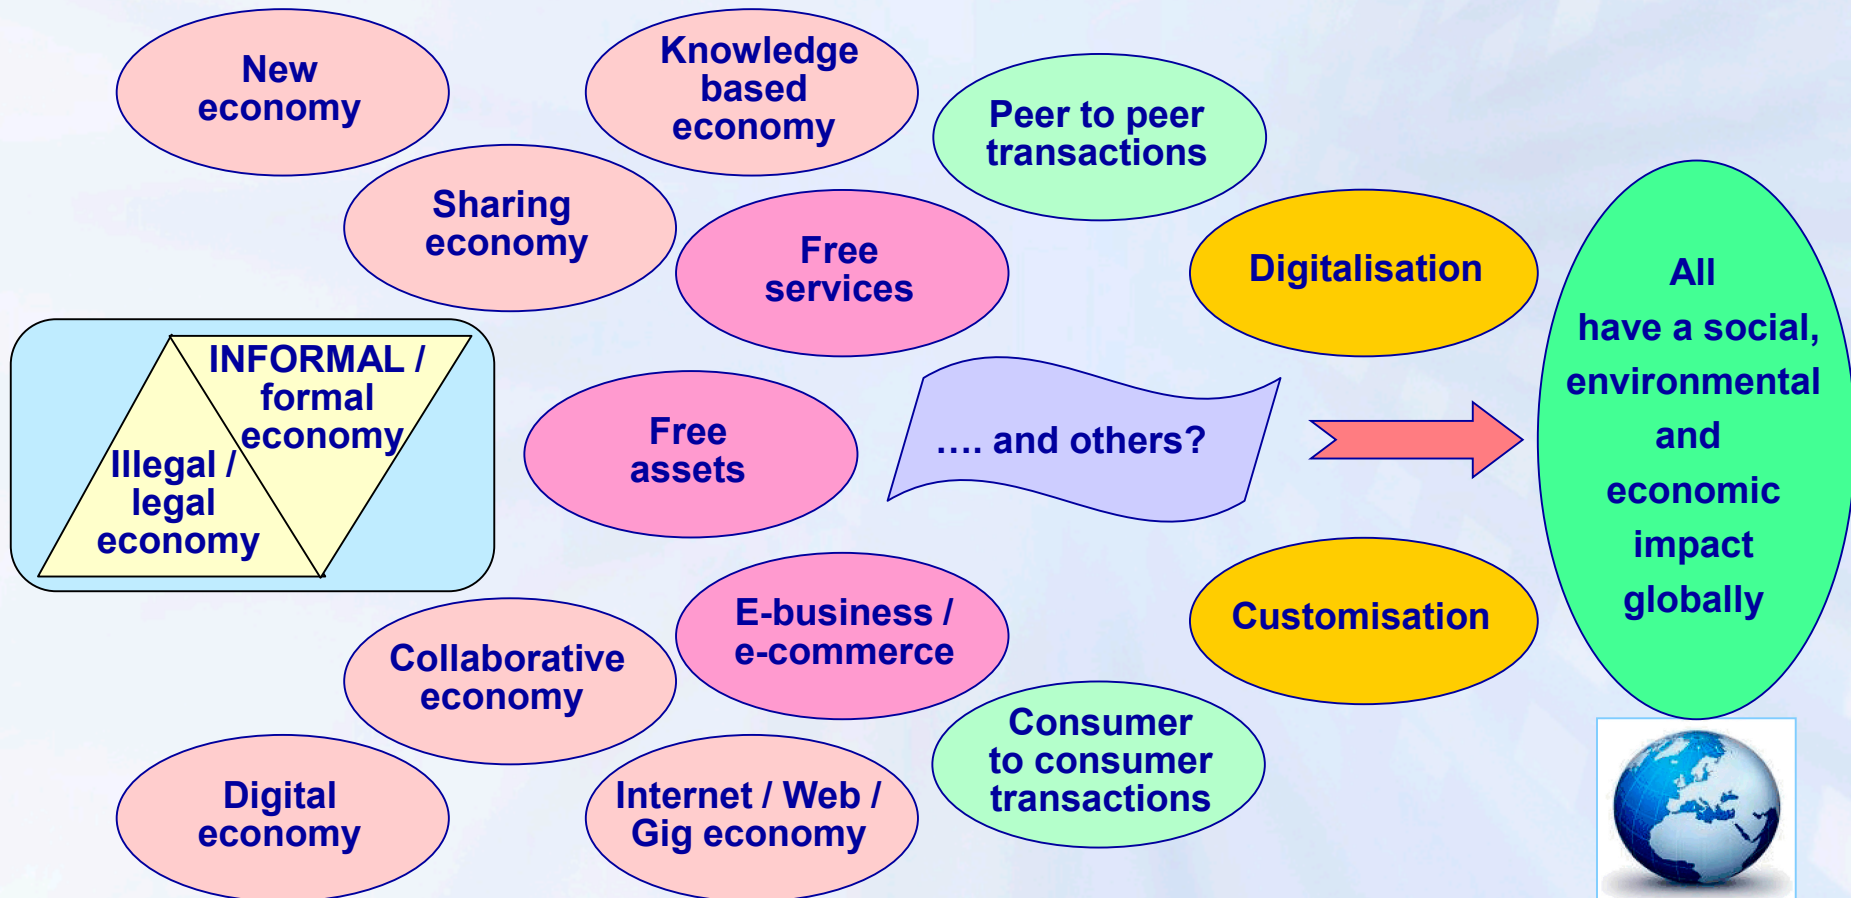 New
economy
Knowledge
based
economy
Peer to peer
transactions
Sharing
economy
Free
services
Digitalisation
INFORMAL /
formal
economy
Illegal /
legal
economy
Free
assets
.... and others?
All
have a social,
environmental
and
economic
impact
globally
E-business /
e-commerce
Customisation
Collaborative
economy
Consumer
to consumer
transactions
Digital
economy
Internet / Web /
Gig economy